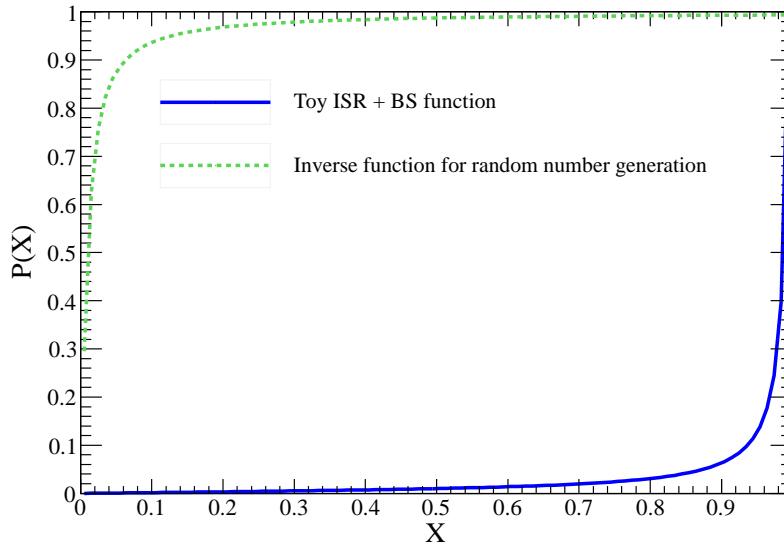 1
0.9
0.8
0.7
0.6
0.5
0.4
0.3
0.2
0.1
0
P(X)
Toy ISR + BS function
Inverse function for random number generation
0 0.1 0.2 0.3 0.4 0.5 0.6 0.7 0.8 0.9
X